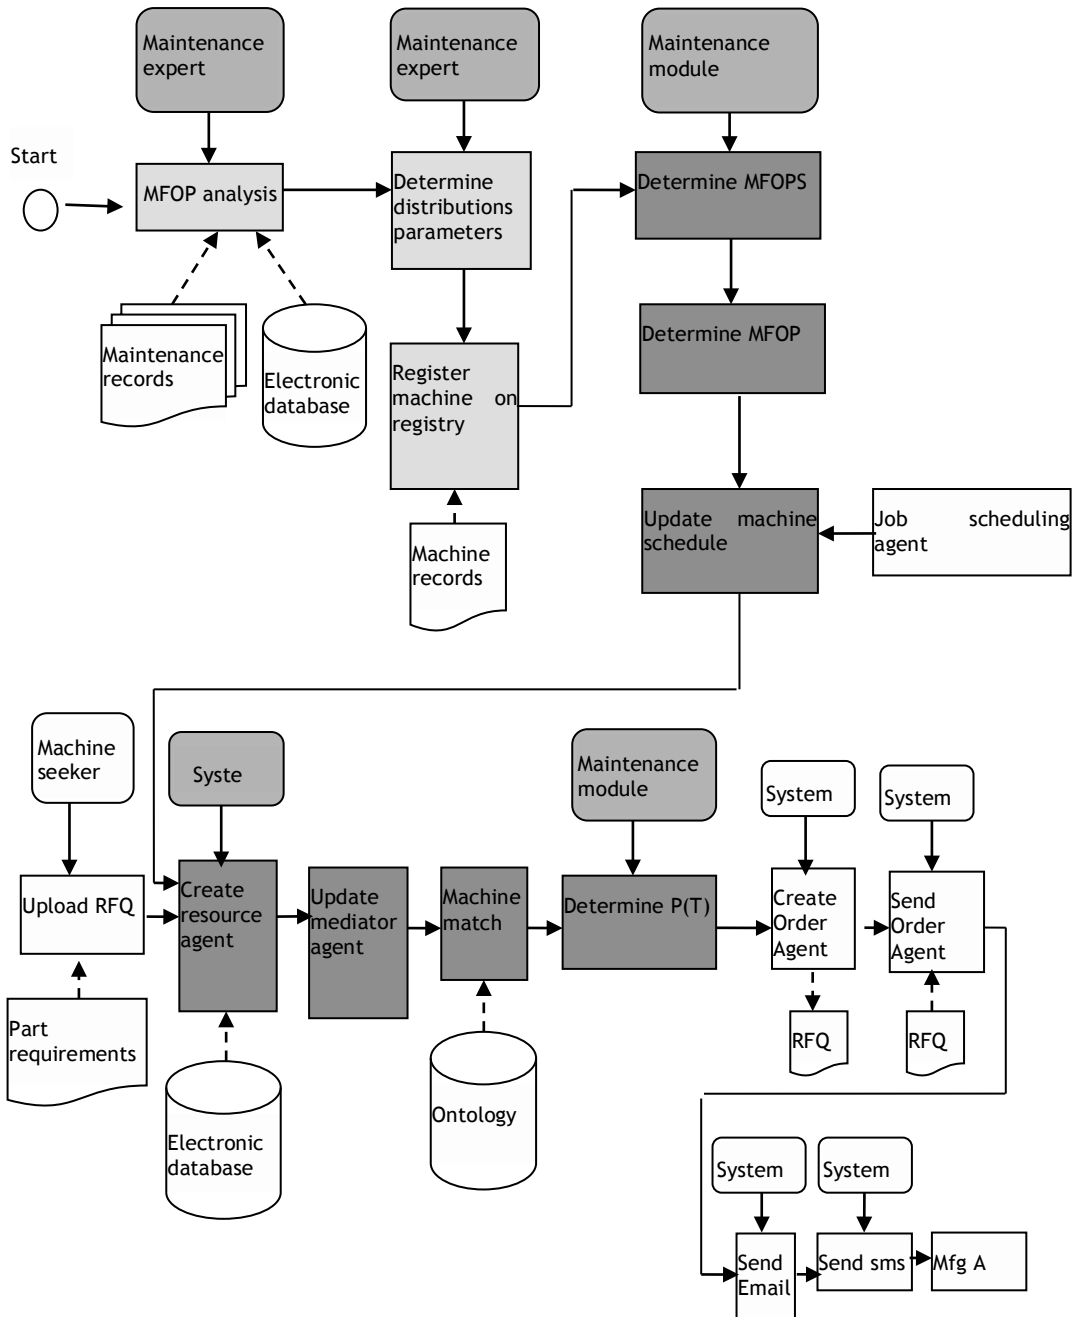 Maintenance
expert
Maintenance
expert
Maintenance
module
Start
MFOP analysis
Determine
distributions
parameters
Determine MFOPS
Maintenance
records
Electronic
database
Register
machine on
registry
Determine MFOP
Machine
records
Update machine
schedule
Job scheduling
agent
Machine
seeker
Syste
Maintenance
module
System
System
Upload RFQ
Create
resource
agent
Update
mediator
agent
Machine
match
Determine P(T)
Create
Order
Agent
Send
Order
Agent
Part
requirements
Electronic
database
Ontology
RFQ
RFQ
System
System
Send
Email
Send sms
Mfg A